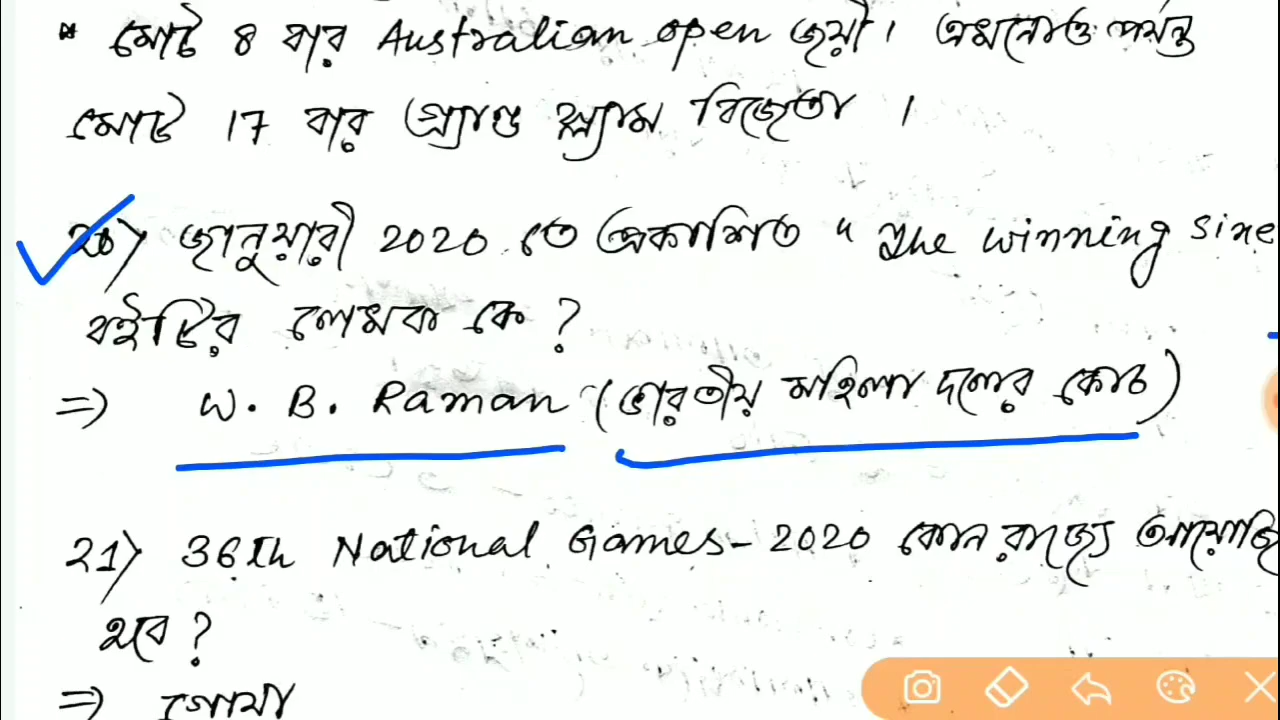 * মোট 8 বার Australian open জয়ী। এখনোও পর্যন্ত
মোট 17 বার গ্র্যাণ্ড স্ল্যাম বিজেতা।
20) জানুয়ারী 2020 তে প্রকাশিত "The winning Sixe
বইটির লেখক কে?
=) W. B. Raman (ভারতীয় মহিলা দলের কোচ)
21) 36th National Games-2020 কোন রাজ্যে আয়োজি
হবে?
=) গোয়া